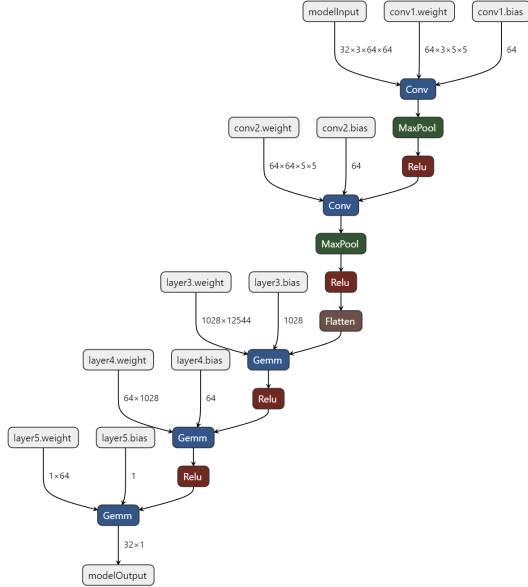 modelInput conv1.weight conv1.bias
32×3×64×64 64×3×5×5 64
Conv
conv2.weight conv2.bias MaxPool
64×64×5×5 64 Relu
Conv
MaxPool
layer3.weight layer3.bias Relu
1028×12544 1028 Flatten
layer4.weight layer4.bias Gemm
64×1028 64 Relu
layer5.weight layer5.bias Gemm
1×64 1 Relu
Gemm
32×1
modelOutput